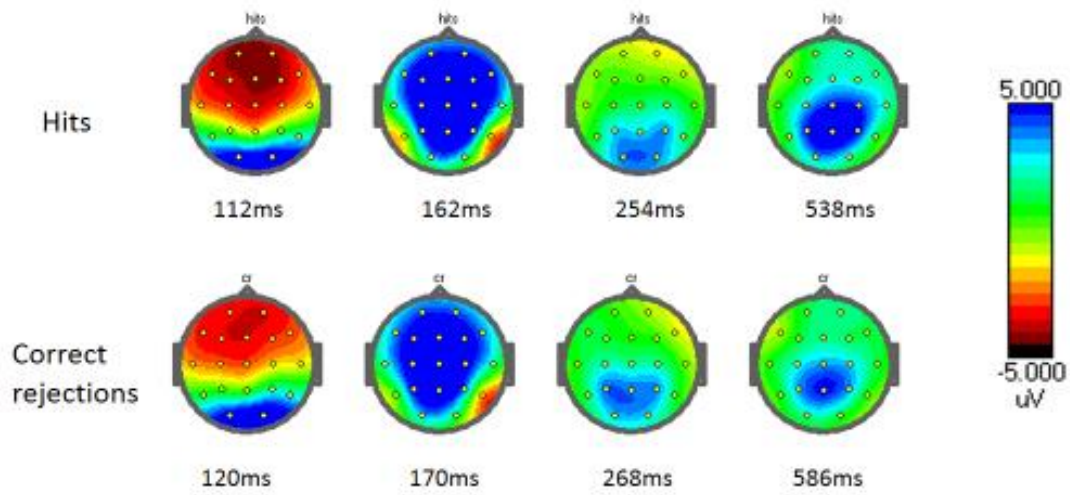 hits hits hits hits
Hits
112ms 162ms 254ms 538ms
5.000
-5.000
uV
cr cr cr cr
Correct
rejections
120ms 170ms 268ms 586ms